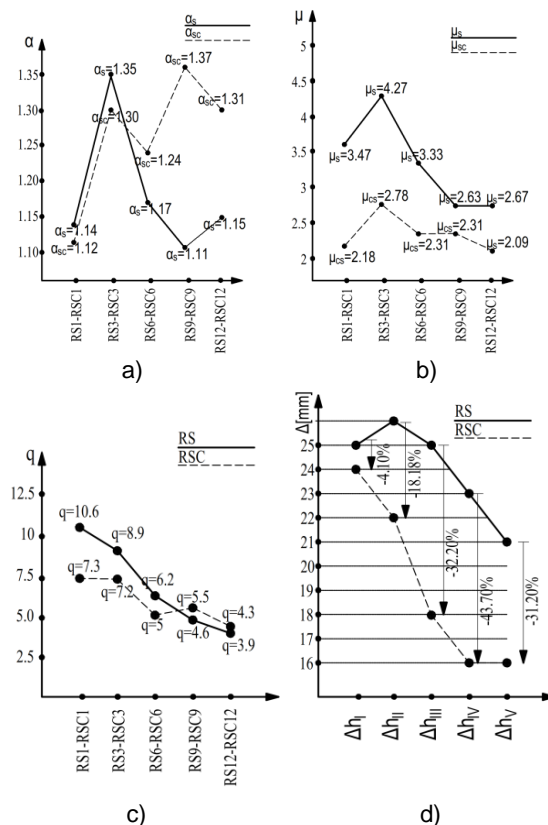 α
αs
αsc
1.35
1.30
1.25
1.20
1.15
1.10
αs=1.35
αsc=1.37
αsc=1.30
αsc=1.31
αsc=1.24
αs=1.17
αs=1.14
αsc=1.12
αs=1.11
αs=1.15
RS1-RSC1
RS3-RSC3
RS6-RSC6
RS9-RSC9
RS12-RSC12
a)
μ
μs
μsc
5
4.5
4
3.5
3
2.5
2
μs=4.27
μs=3.47
μs=3.33
μs=2.63
μs=2.67
μcs=2.78
μcs=2.18
μcs=2.31
μcs=2.31
μs=2.09
RS1-RSC1
RS3-RSC3
RS6-RSC6
RS9-RSC9
RS12-RSC12
b)
q
RS
RSC
12.5
10
7.5
5.0
2.5
q=10.6
q=8.9
q=7.3
q=7.2
q=6.2
q=5
q=5.5
q=4.6
q=4.3
q=3.9
RS1-RSC1
RS3-RSC3
RS6-RSC6
RS9-RSC9
RS12-RSC12
c)
Δ[mm]
RS
RSC
25
24
23
22
21
20
19
18
17
16
-4.10%
-18.18%
-32.20%
-43.70%
-31.20%
ΔhI
ΔhII
ΔhIII
ΔhIV
ΔhV
d)